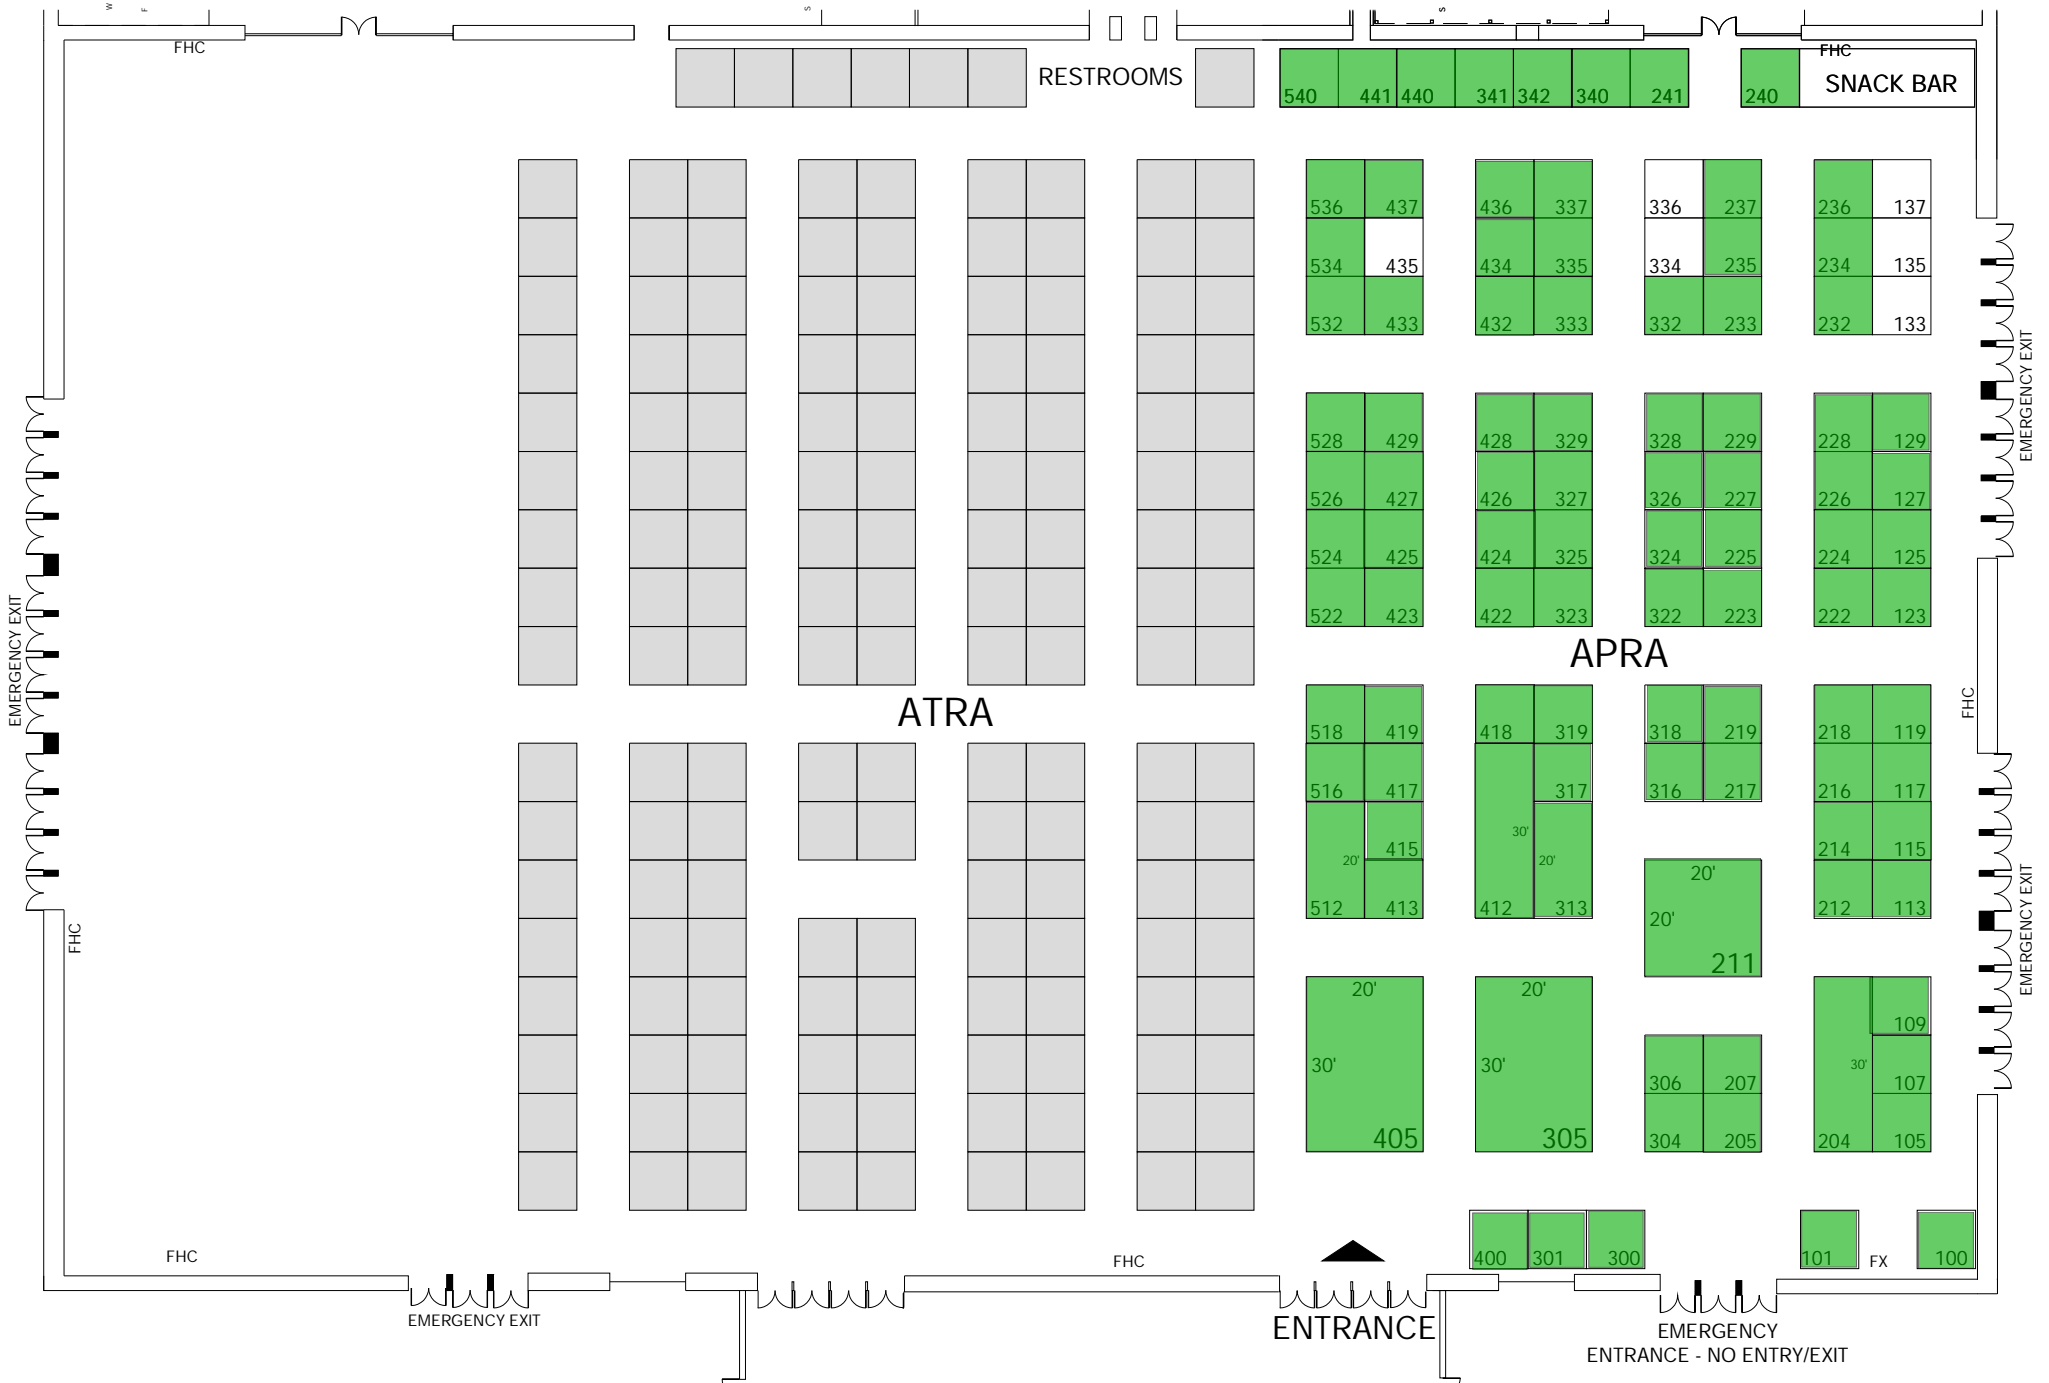 W
F
S
S
FHC
FHC
RESTROOMS
SNACK BAR
540 441 440 341 342 340 241 240
536 437 436 337 336 237 236 137
534 435 434 335 334 235 234 135
532 433 432 333 332 233 232 133
EMERGENCY EXIT
528 429 428 329 328 229 228 129
526 427 426 327 326 227 226 127
524 425 424 325 324 225 224 125
522 423 422 323 322 223 222 123
EMERGENCY EXIT
APRA
ATRA
FHC
518 419 418 319 318 219 218 119
516 417 317 316 217 216 117
30'
415 214 115
20' 20'
20'
512 413 412 313 20' 212 113
EMERGENCY EXIT
FHC
211
20' 20'
109
30' 30' 30'
306 207 107
405 305 304 205 204 105
FHC
FHC
400 301 300 101 FX 100
EMERGENCY EXIT
ENTRANCE
EMERGENCY
ENTRANCE - NO ENTRY/EXIT